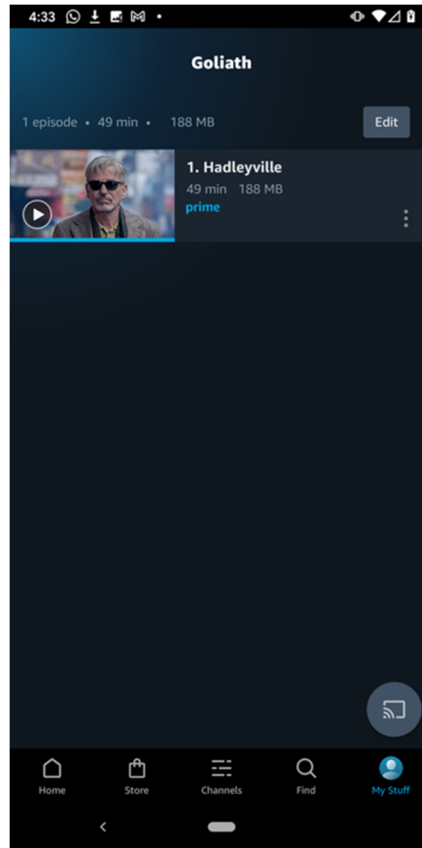 4:33
Goliath
1 episode • 49 min • 188 MB
Edit
1. Hadleyville
49 min 188 MB
prime
Home Store Channels Find My Stuff